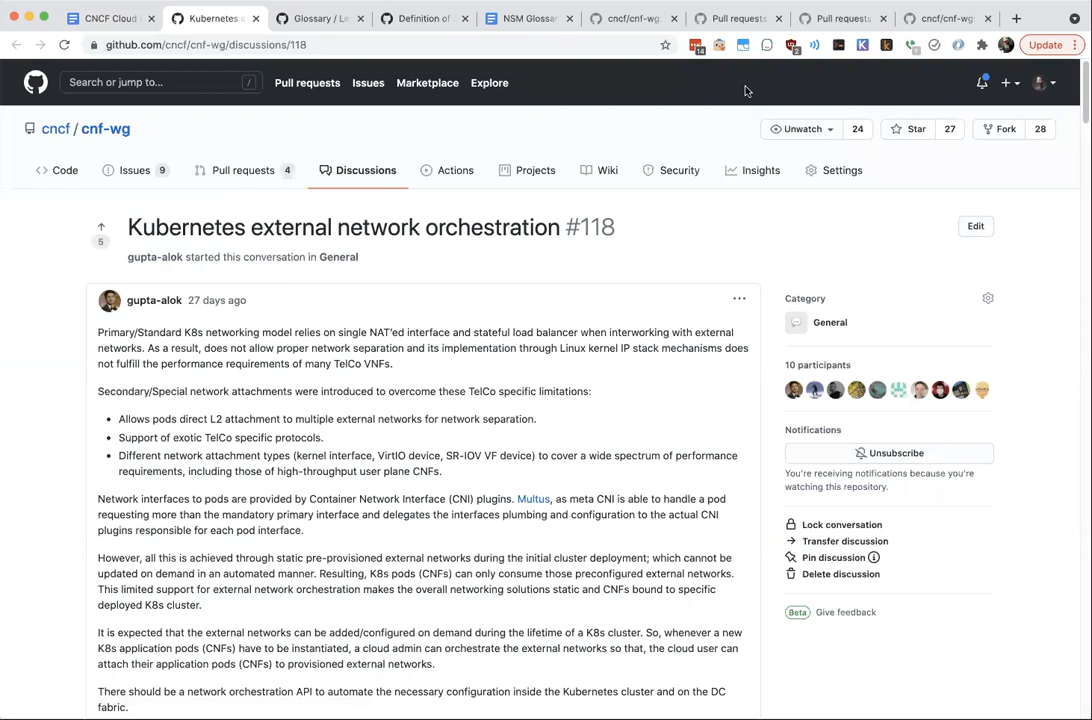 CNCF Cloud
Kubernetes e
Glossary / Le
Definition of
NSM Glossar
cncf/cnf-wg:
Pull requests
Pull requests
cncf/cnf-wg:
github.com/cncf/cnf-wg/discussions/118
14
2
Update
Search or jump to...
/
Pull requests
Issues
Marketplace
Explore
cncf / cnf-wg
Unwatch
24
Star
27
Fork
28
Code
Issues 9
Pull requests 4
Discussions
Actions
Projects
Wiki
Security
Insights
Settings
5
Kubernetes external network orchestration #118
Edit
gupta-alok started this conversation in General
gupta-alok 27 days ago
Primary/Standard K8s networking model relies on single NAT'ed interface and stateful load balancer when interworking with external
networks. As a result, does not allow proper network separation and its implementation through Linux kernel IP stack mechanisms does
not fulfill the performance requirements of many TelCo VNFs.
Secondary/Special network attachments were introduced to overcome these TelCo specific limitations:
• Allows pods direct L2 attachment to multiple external networks for network separation.
• Support of exotic TelCo specific protocols.
• Different network attachment types (kernel interface, VirtIO device, SR-IOV VF device) to cover a wide spectrum of performance
requirements, including those of high-throughput user plane CNFs.
Network interfaces to pods are provided by Container Network Interface (CNI) plugins. Multus, as meta CNI is able to handle a pod
requesting more than the mandatory primary interface and delegates the interfaces plumbing and configuration to the actual CNI
plugins responsible for each pod interface.
However, all this is achieved through static pre-provisioned external networks during the initial cluster deployment; which cannot be
updated on demand in an automated manner. Resulting, K8s pods (CNFs) can only consume those preconfigured external networks.
This limited support for external network orchestration makes the overall networking solutions static and CNFs bound to specific
deployed K8s cluster.
It is expected that the external networks can be added/configured on demand during the lifetime of a K8s cluster. So, whenever a new
K8s application pods (CNFs) have to be instantiated, a cloud admin can orchestrate the external networks so that, the cloud user can
attach their application pods (CNFs) to provisioned external networks.
There should be a network orchestration API to automate the necessary configuration inside the Kubernetes cluster and on the DC
fabric.
Category
General
10 participants
Notifications
Unsubscribe
You're receiving notifications because you're
watching this repository.
Lock conversation
Transfer discussion
Pin discussion
Delete discussion
Beta Give feedback